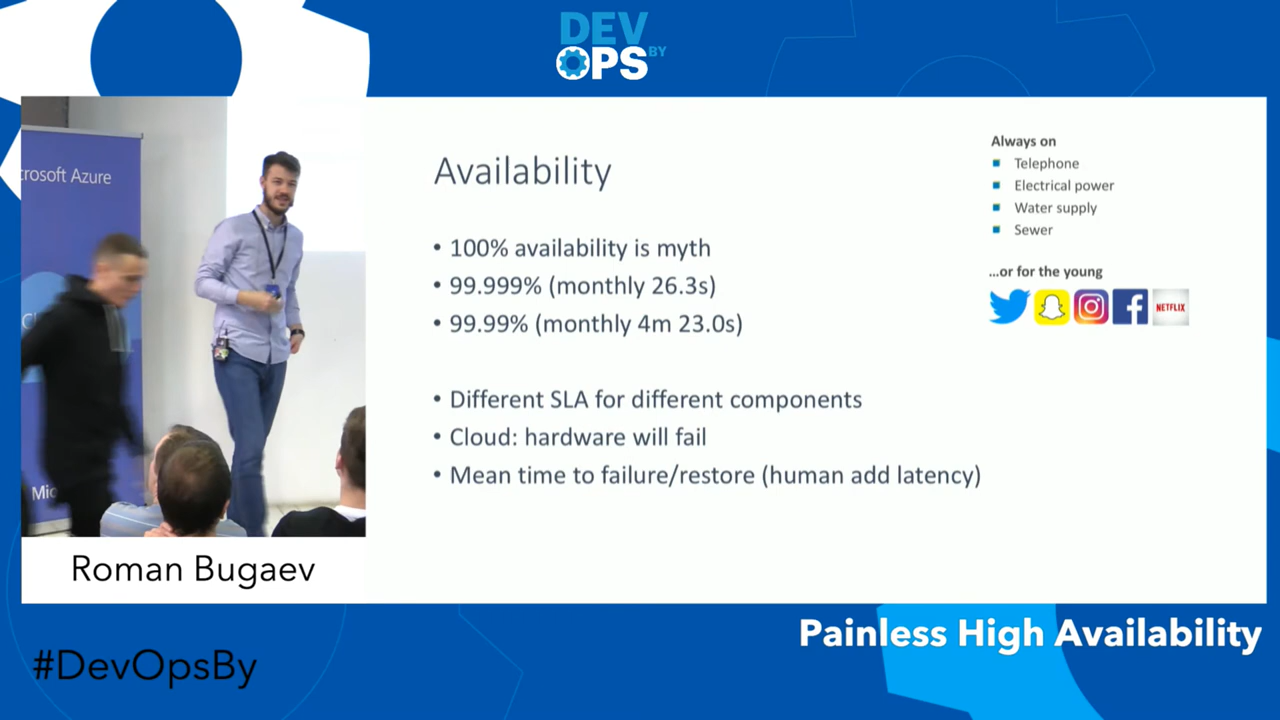 DEV
OPS BY
crosoft Azure
Mic
Availability
• 100% availability is myth
• 99.999% (monthly 26.3s)
• 99.99% (monthly 4m 23.0s)
• Different SLA for different components
• Cloud: hardware will fail
• Mean time to failure/restore (human add latency)
Always on
Telephone
Electrical power
Water supply
Sewer
...or for the young
NETFLIX
Roman Bugaev
Painless High Availability
#DevOpsBy